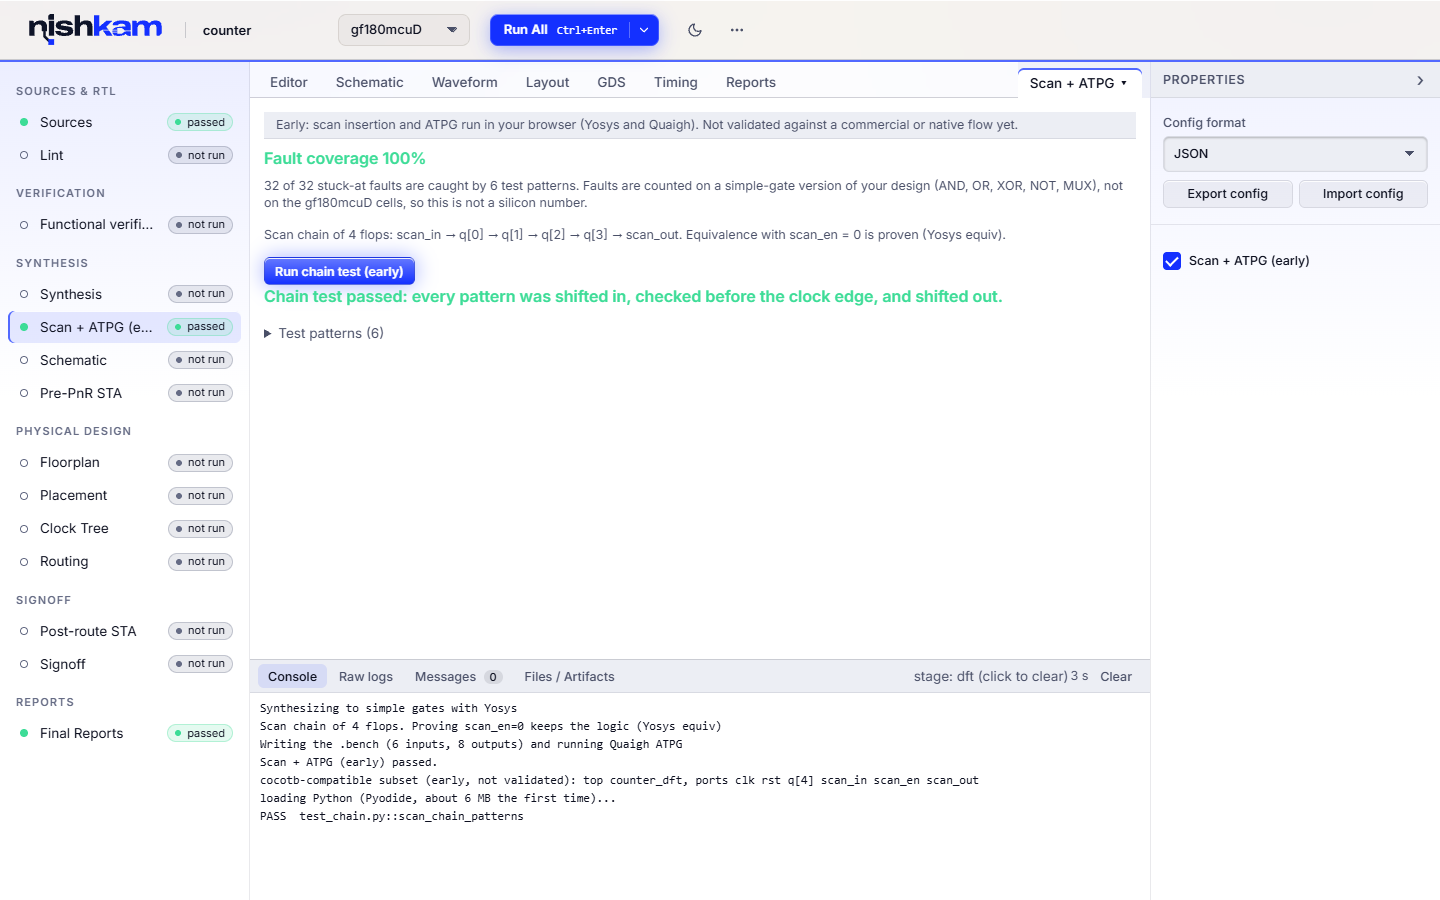 nishkam
counter
gf180mcuD
Run All Ctrl+Enter
SOURCES & RTL
Sources passed
Lint not run
VERIFICATION
Functional verifi... not run
SYNTHESIS
Synthesis not run
Scan + ATPG (e... passed
Schematic not run
Pre-PnR STA not run
PHYSICAL DESIGN
Floorplan not run
Placement not run
Clock Tree not run
Routing not run
SIGNOFF
Post-route STA not run
Signoff not run
REPORTS
Final Reports passed
Editor Schematic Waveform Layout GDS Timing Reports Scan + ATPG
Early: scan insertion and ATPG run in your browser (Yosys and Quaigh). Not validated against a commercial or native flow yet.
Fault coverage 100%
32 of 32 stuck-at faults are caught by 6 test patterns. Faults are counted on a simple-gate version of your design (AND, OR, XOR, NOT, MUX), not
on the gf180mcuD cells, so this is not a silicon number.
Scan chain of 4 flops: scan_in → q[0] → q[1] → q[2] → q[3] → scan_out. Equivalence with scan_en = 0 is proven (Yosys equiv).
Run chain test (early)
Chain test passed: every pattern was shifted in, checked before the clock edge, and shifted out.
Test patterns (6)
Console Raw logs Messages 0 Files / Artifacts stage: dft (click to clear) 3 s Clear
Synthesizing to simple gates with Yosys
Scan chain of 4 flops. Proving scan_en=0 keeps the logic (Yosys equiv)
Writing the .bench (6 inputs, 8 outputs) and running Quaigh ATPG
Scan + ATPG (early) passed.
cocotb-compatible subset (early, not validated): top counter_dft, ports clk rst q[4] scan_in scan_en scan_out
loading Python (Pyodide, about 6 MB the first time)...
PASS test_chain.py::scan_chain_patterns
PROPERTIES
Config format
JSON
Export config Import config
Scan + ATPG (early)